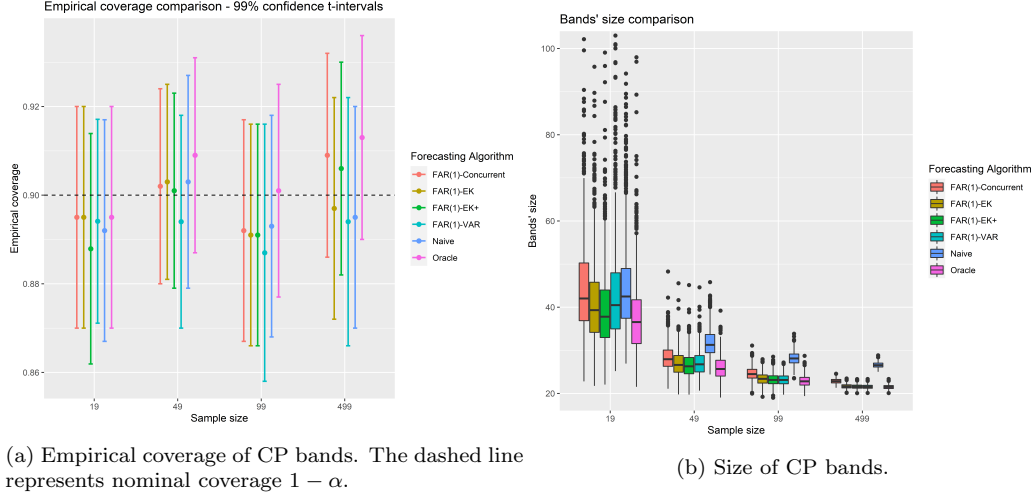 Empirical coverage comparison - 99% confidence t-intervals
Empirical coverage
0.92
0.90
0.88
0.86
19
49
99
499
Sample size
Forecasting Algorithm
FAR(1)-Concurrent
FAR(1)-EK
FAR(1)-EK+
FAR(1)-VAR
Naive
Oracle
(a) Empirical coverage of CP bands. The dashed line
represents nominal coverage 1 − α.
Bands' size comparison
Bands' size
100
80
60
40
20
19
49
99
499
Sample size
Forecasting Algorithm
FAR(1)-Concurrent
FAR(1)-EK
FAR(1)-EK+
FAR(1)-VAR
Naive
Oracle
(b) Size of CP bands.